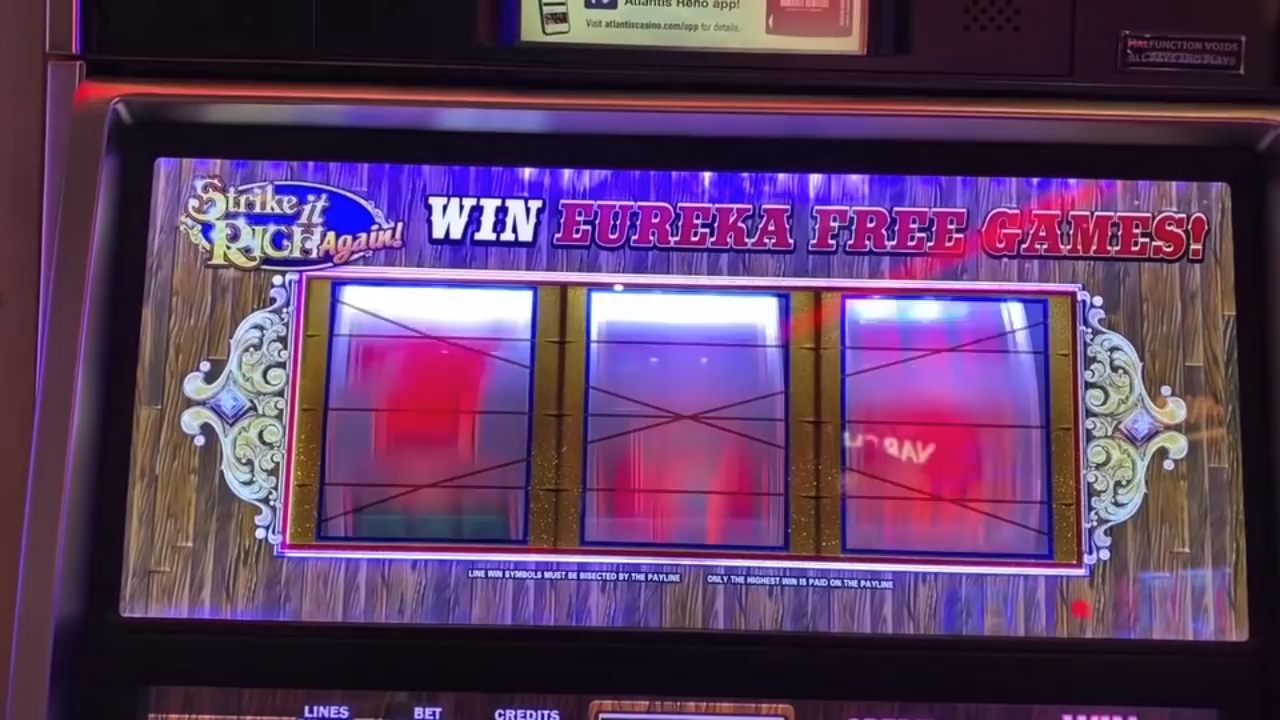 Atlantis Reno app!
Visit atlantiscasino.com/app for details.
MALFUNCTION VOIDS
ALL PAYS AND PLAYS
Strike it
RICH Again!
WIN EUREKA FREE GAMES!
LINE WIN SYMBOLS MUST BE BISECTED BY THE PAYLINE
ONLY THE HIGHEST WIN IS PAID ON THE PAYLINE
LINES
BET
CREDITS
WIN